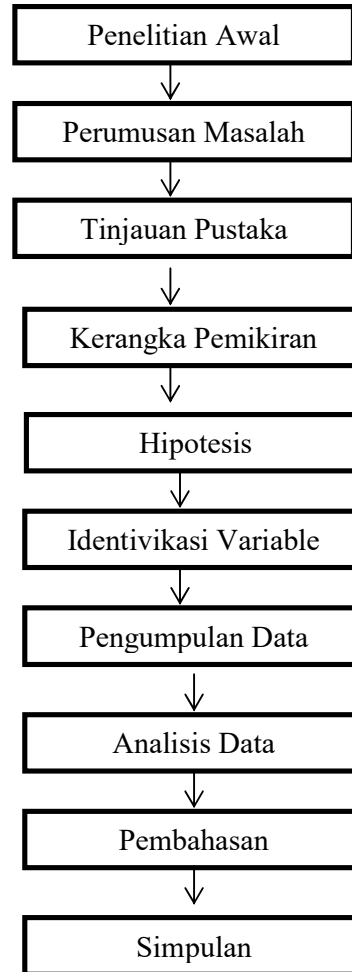 Penelitian Awal
Perumusan Masalah
Tinjauan Pustaka
Kerangka Pemikiran
Hipotesis
Identivikasi Variable
Pengumpulan Data
Analisis Data
Pembahasan
Simpulan